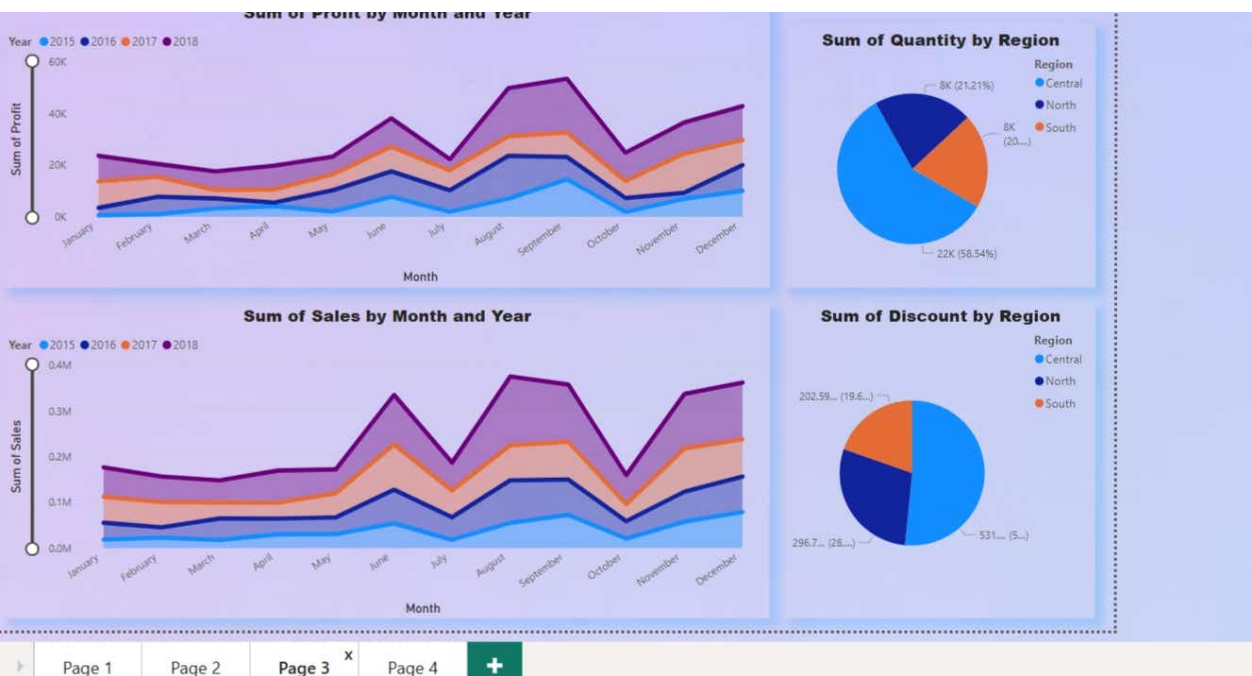 Sum of Profit by Month and Year
Year 2015 2016 2017 2018
60K
40K
20K
0K
Sum of Profit
January February March April May June July August September October November December
Month
Sum of Quantity by Region
Region
Central
North
South
8K (21.21%)
8K
(20....)
22K (58.54%)
Sum of Sales by Month and Year
Year 2015 2016 2017 2018
0.4M
0.3M
0.2M
0.1M
0.0M
Sum of Sales
January February March April May June July August September October November December
Month
Sum of Discount by Region
Region
Central
North
South
202.59... (19.6...)
296.7... (28....)
531.... (5...)
Page 1 Page 2 Page 3 x Page 4 +